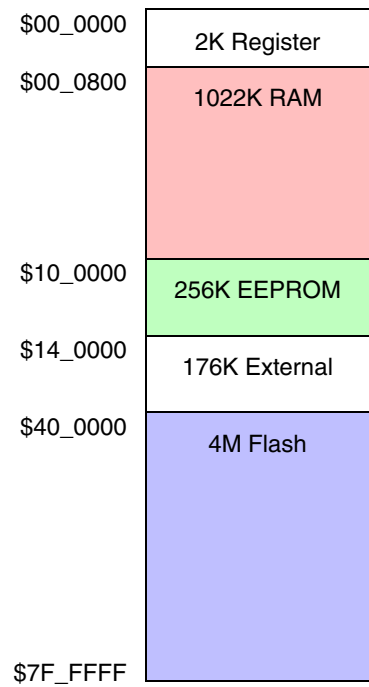 $00_0000
2K Register
$00_0800
1022K RAM
$10_0000
256K EEPROM
$14_0000
176K External
$40_0000
4M Flash
$7F_FFFF